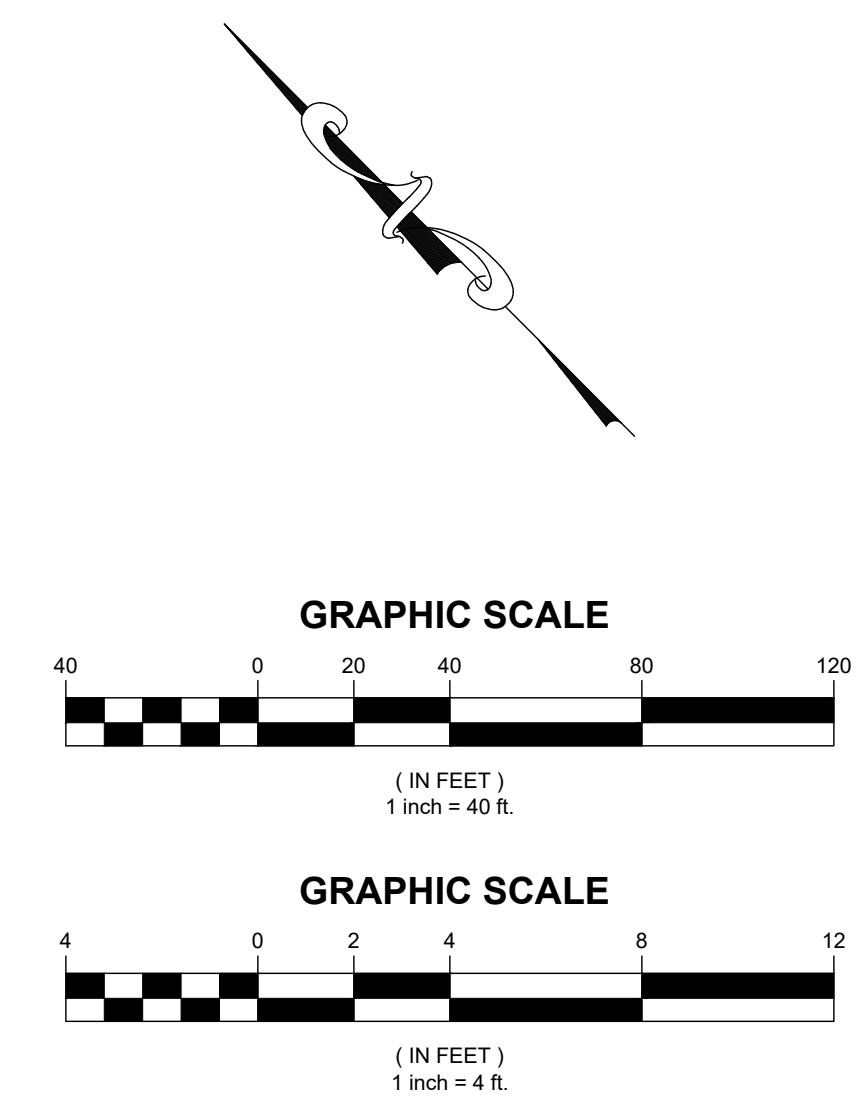 GRAPHIC SCALE
40 0 20 40 80 120
( IN FEET )
1 inch = 40 ft.
GRAPHIC SCALE
4 0 2 4 8 12
( IN FEET )
1 inch = 4 ft.